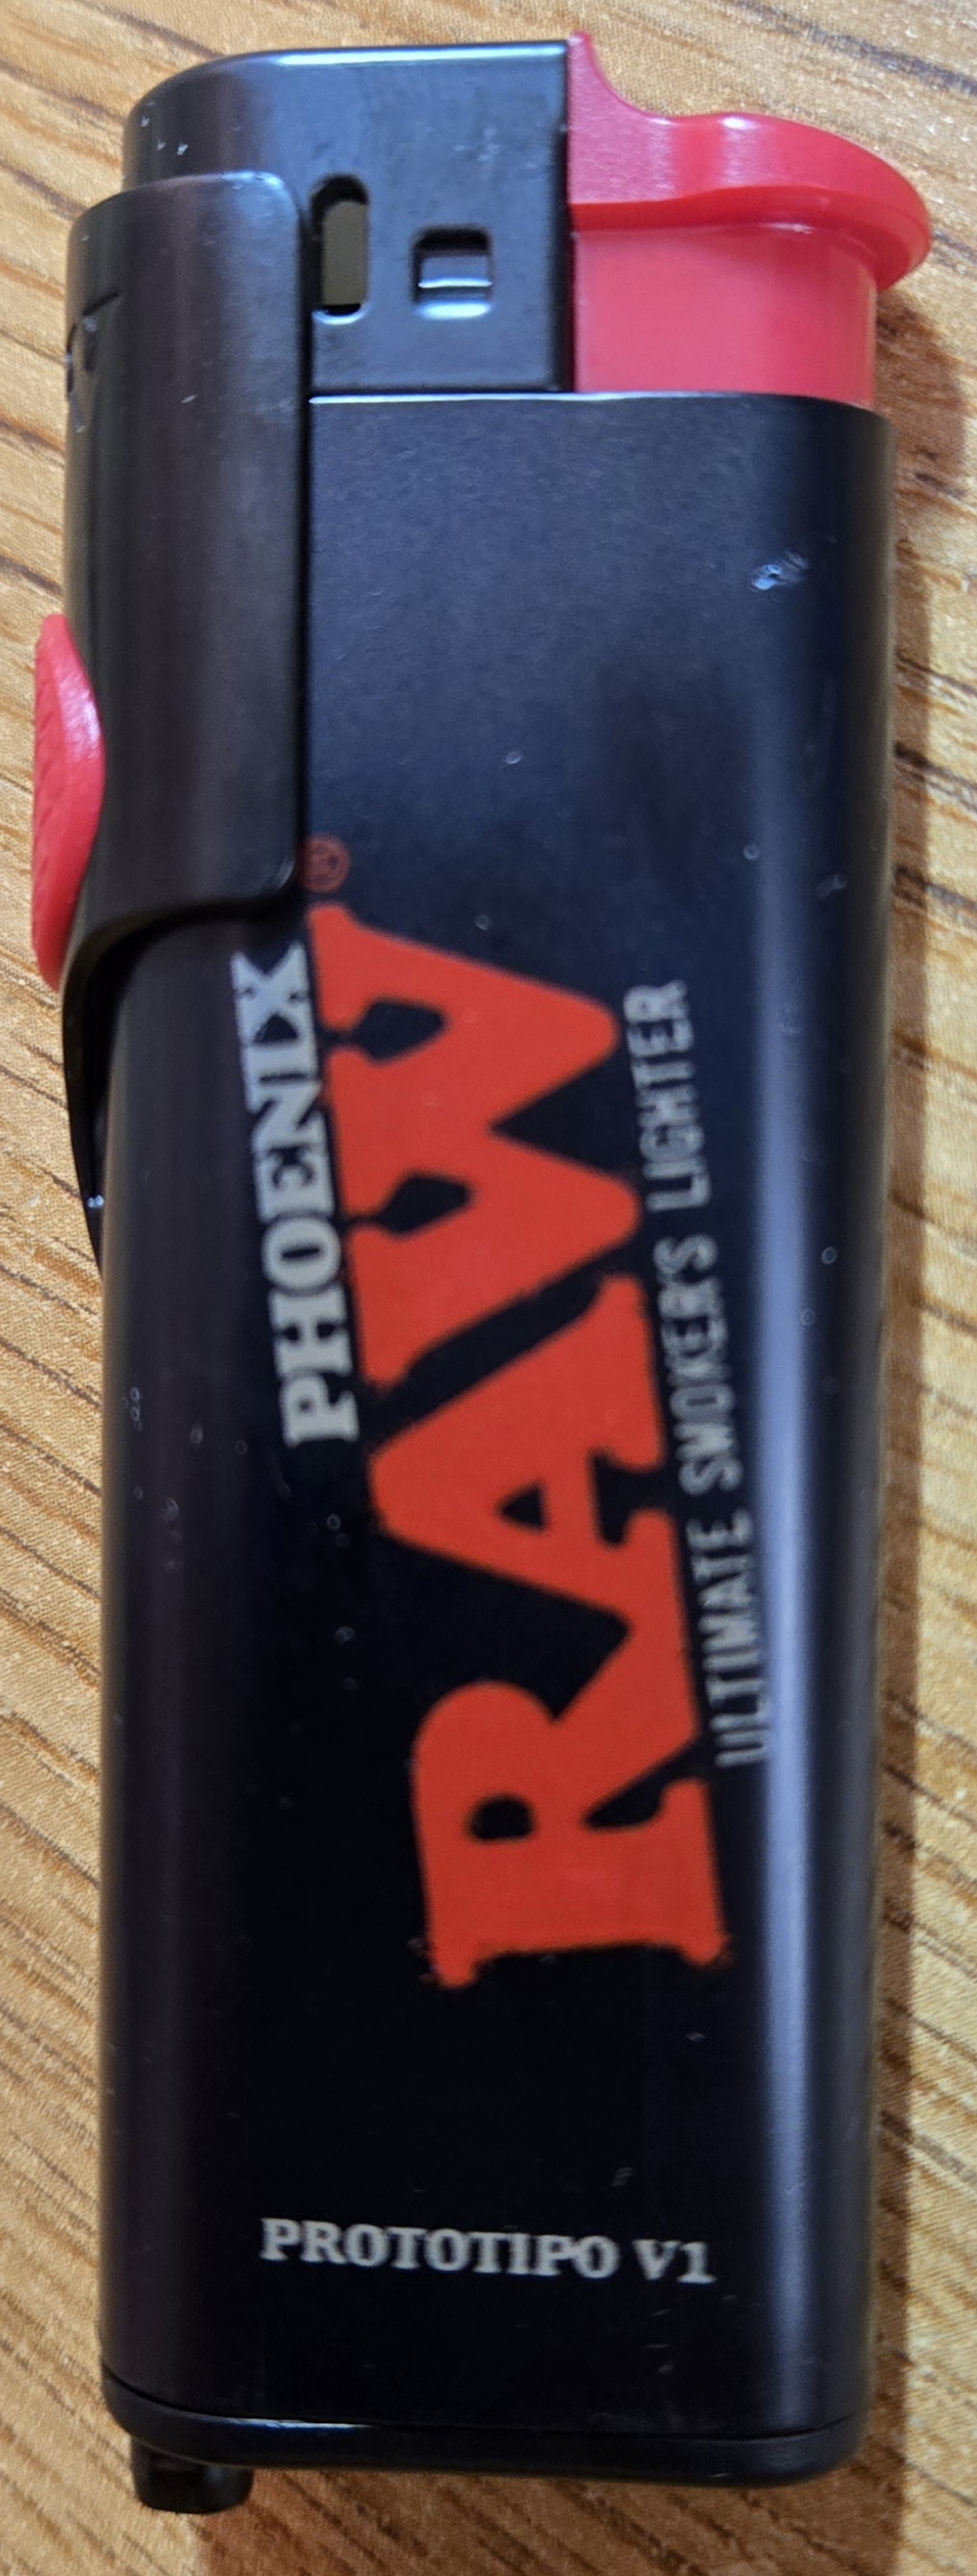 PHOENIX
RAW®
ULTIMATE SMOKER'S LIGHTER
PROTOTIPO V1